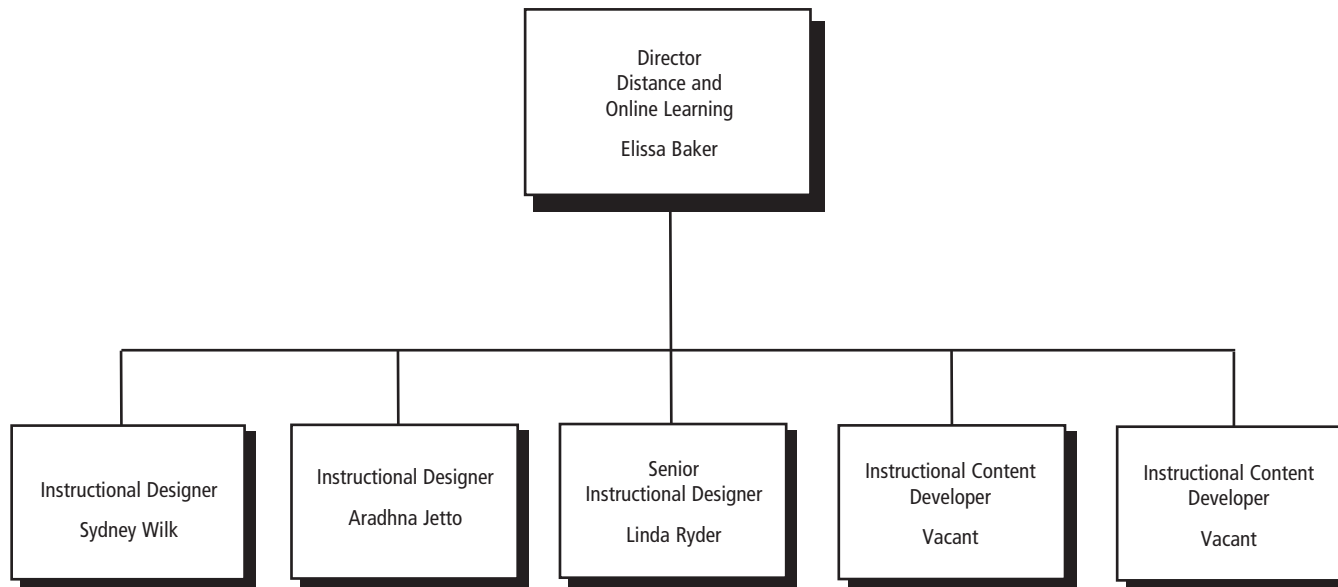 Director
Distance and
Online Learning
Elissa Baker
Instructional Designer
Sydney Wilk
Instructional Designer
Aradhna Jetto
Senior
Instructional Designer
Linda Ryder
Instructional Content
Developer
Vacant
Instructional Content
Developer
Vacant